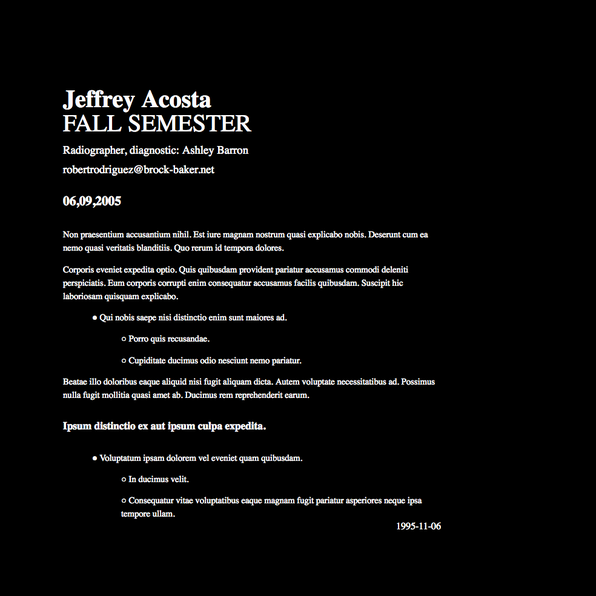 Jeffrey Acosta
FALL SEMESTER
Radiographer, diagnostic: Ashley Barron
robertrodriguez@brock-baker.net
06,09,2005
Non praesentium accusantium nihil. Est iure magnam nostrum quasi explicabo nobis. Deserunt cum ea
nemo quasi veritatis blanditiis. Quo rerum id tempora dolores.
Corporis eveniet expedita optio. Quis quibusdam provident pariatur accusamus commodi deleniti
perspiciatis. Eum corporis corrupti enim consequatur accusamus facilis quibusdam. Suscipit hic
laboriosam quisquam explicabo.
● Qui nobis saepe nisi distinctio enim sunt maiores ad.
○ Porro quis recusandae.
○ Cupiditate ducimus odio nesciunt nemo pariatur.
Beatae illo doloribus eaque aliquid nisi fugit aliquam dicta. Autem voluptate necessitatibus ad. Possimus
nulla fugit mollitia quasi amet ab. Ducimus rem reprehenderit earum.
Ipsum distinctio ex aut ipsum culpa expedita.
● Voluptatum ipsam dolorem vel eveniet quam quibusdam.
○ In ducimus velit.
○ Consequatur vitae voluptatibus eaque magnam fugit pariatur asperiores neque ipsa
tempore ullam.
1995-11-06